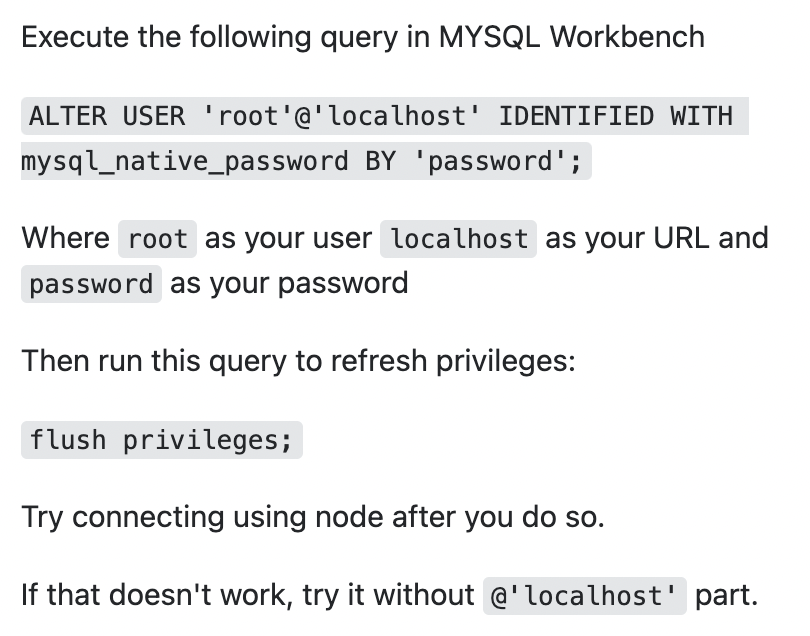 Execute the following query in MYSQL Workbench
ALTER USER 'root'@'localhost' IDENTIFIED WITH
mysql_native_password BY 'password';
Where root as your user localhost as your URL and
password as your password
Then run this query to refresh privileges:
flush privileges;
Try connecting using node after you do so.
If that doesn't work, try it without @'localhost' part.